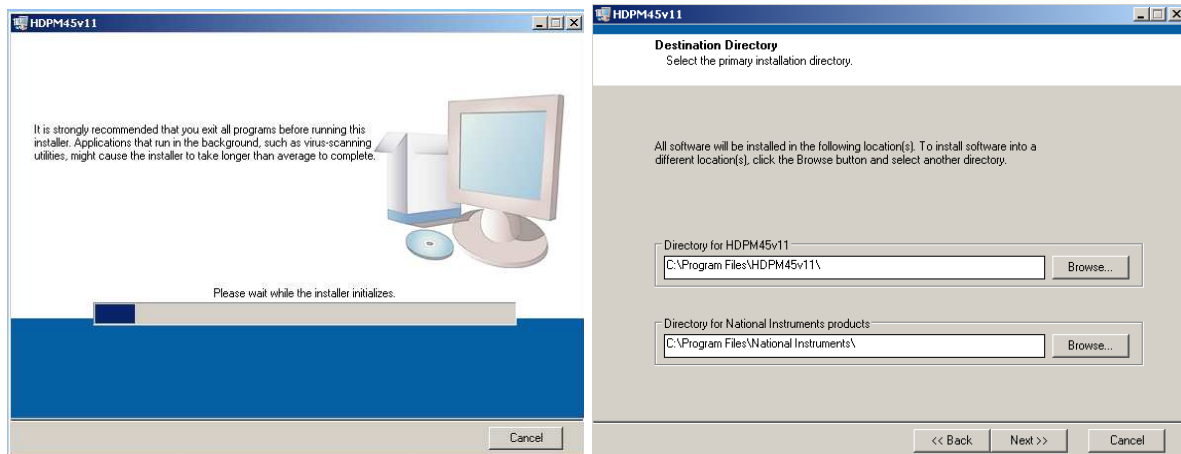 HDPM45v11
It is strongly recommended that you exit all programs before running this
installer. Applications that run in the background, such as virus-scanning
utilities, might cause the installer to take longer than average to complete.
Please wait while the installer initializes.
Cancel
HDPM45v11
Destination Directory
Select the primary installation directory.
All software will be installed in the following location(s). To install software into a
different location(s), click the Browse button and select another directory.
Directory for HDPM45v11
C:\Program Files\HDPM45v11\
Browse...
Directory for National Instruments products
C:\Program Files\National Instruments\
Browse...
<< Back Next >> Cancel